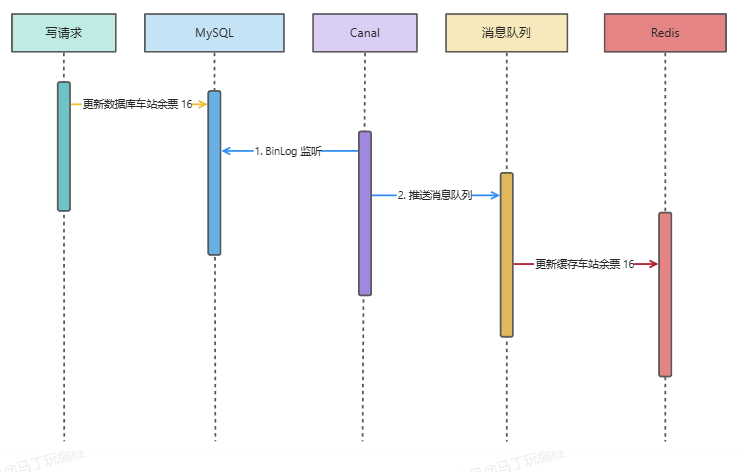 写请求
MySQL
Canal
消息队列
Redis
更新数据库车站余票 16
1. BinLog 监听
2. 推送消息队列
更新缓存车站余票 16
@马丁玩编程
@马丁玩编程